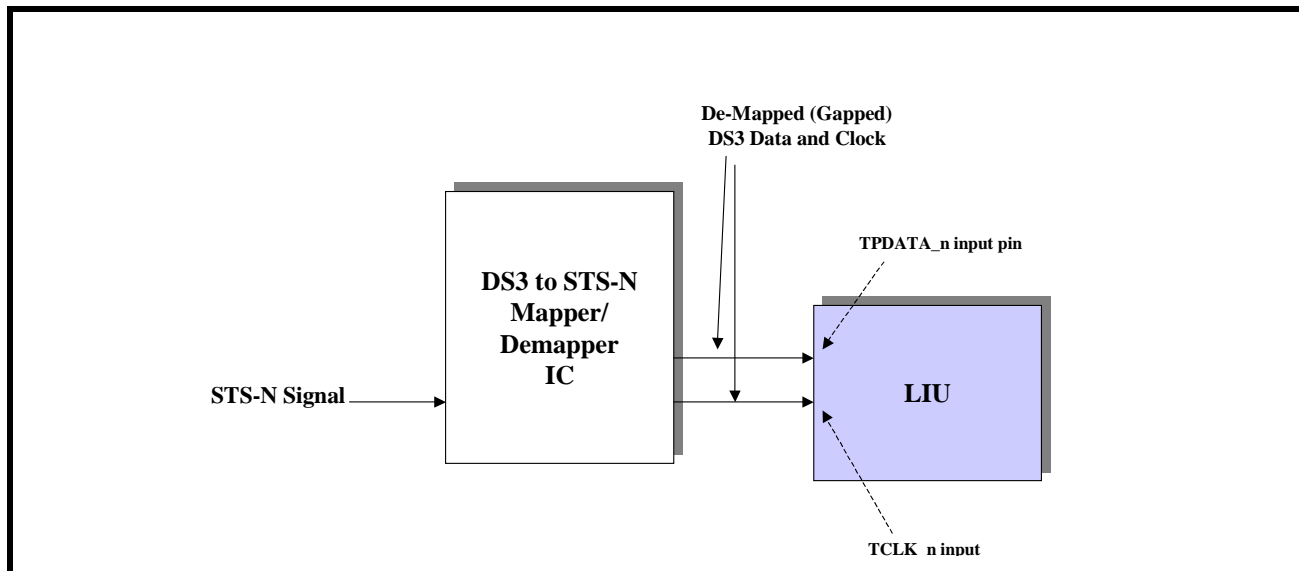 De-Mapped (Gapped)
DS3 Data and Clock
TPDATA_n input pin
DS3 to STS-N
Mapper/
Demapper
IC
STS-N Signal
LIU
TCLK_n input